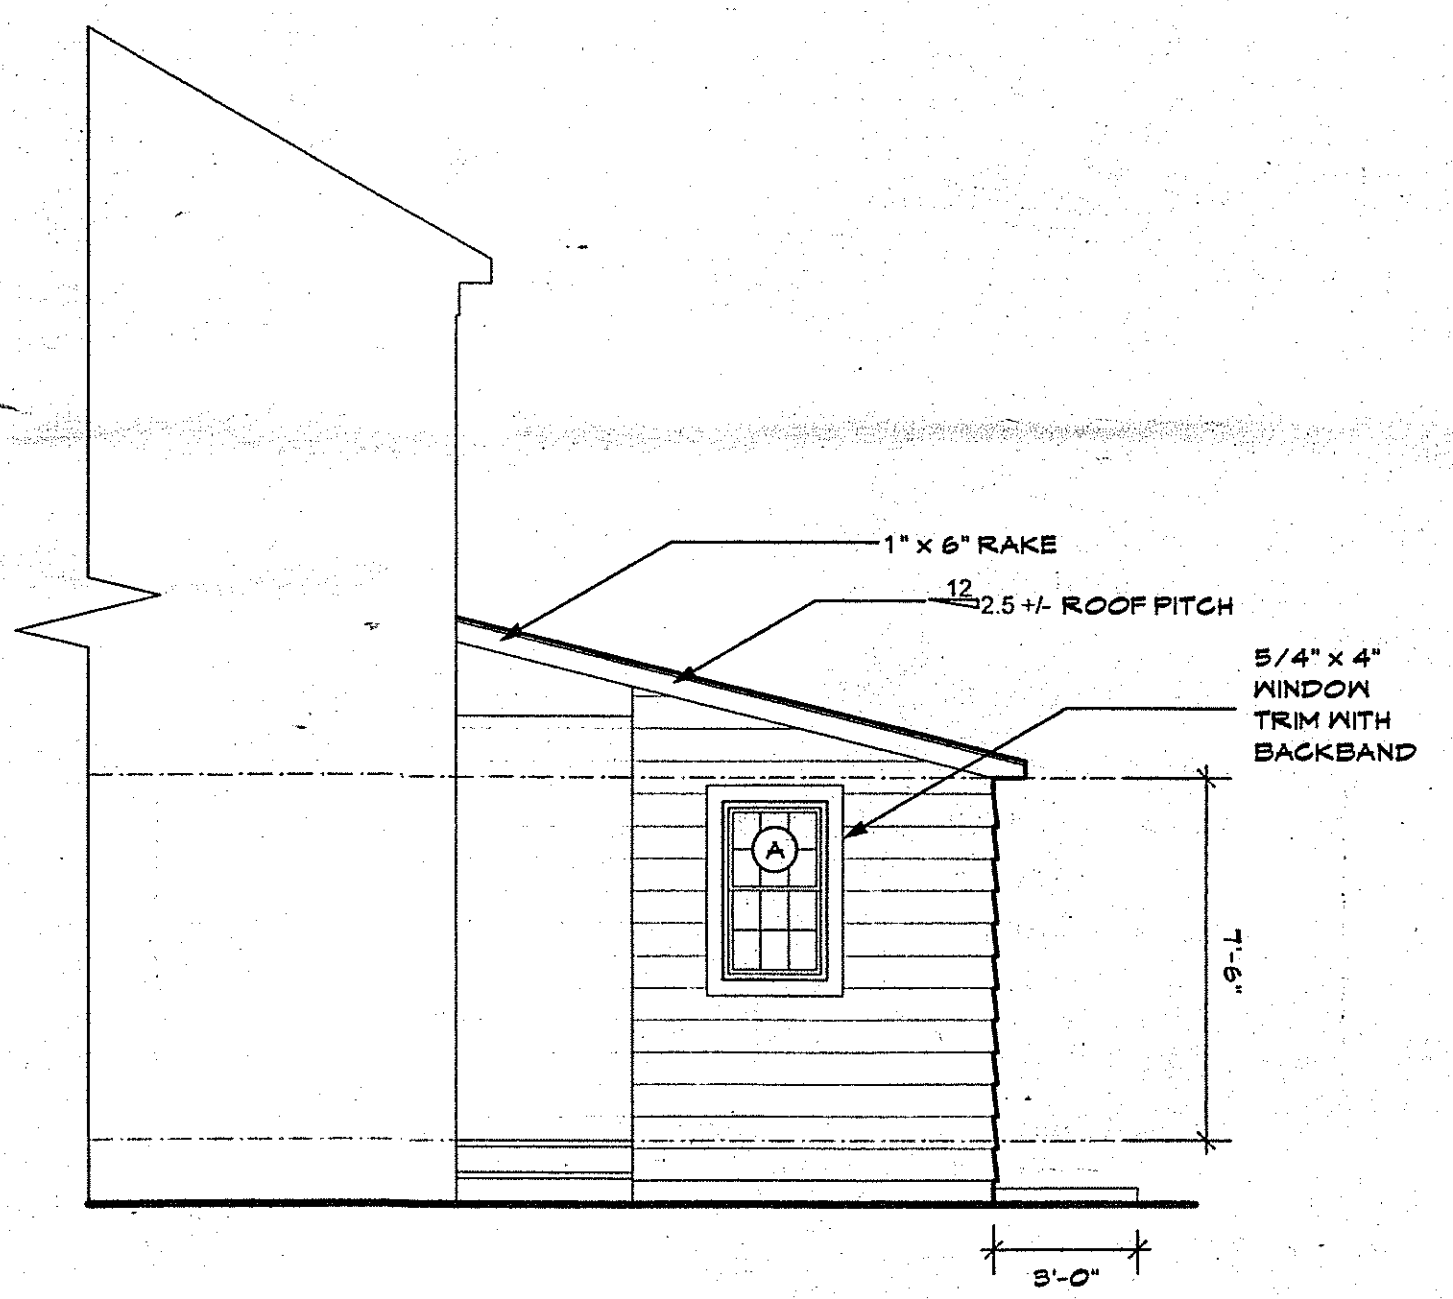 1" x 6" RAKE
12
2.5 +/- ROOF PITCH
5/4" x 4"
WINDOW
TRIM WITH
BACKBAND
A
7'-6"
3'-0"